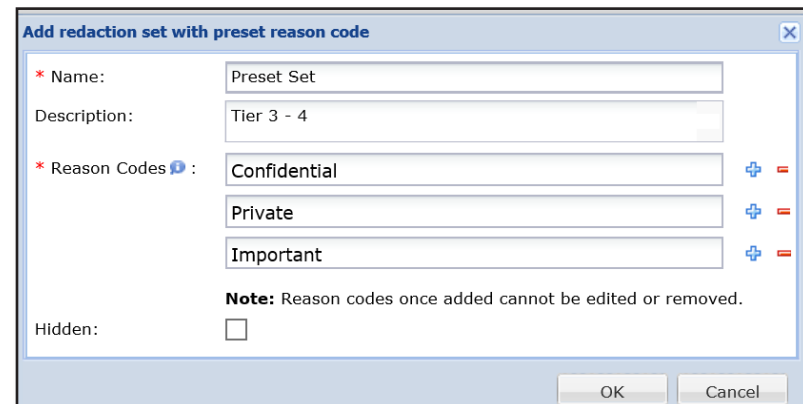 Add redaction set with preset reason code
* Name: Preset Set
Description: Tier 3 - 4
* Reason Codes : Confidential
Private
Important
Note: Reason codes once added cannot be edited or removed.
Hidden:
OK Cancel